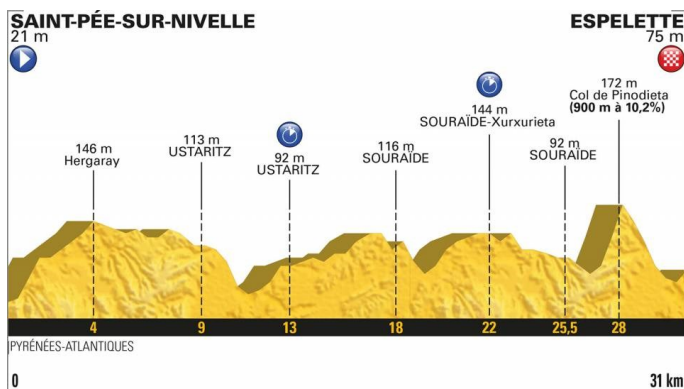 SAINT-PÉE-SUR-NIVELLE
21 m
ESPELETTE
75 m
146 m
Hergaray
113 m
USTARITZ
92 m
USTARITZ
116 m
SOURAÏDE
144 m
SOURAÏDE-Xurxurieta
92 m
SOURAÏDE
172 m
Col de Pinodieta
(900 m à 10,2%)
4
9
13
18
22
25,5
28
PYRÉNÉES-ATLANTIQUES
0
31 km